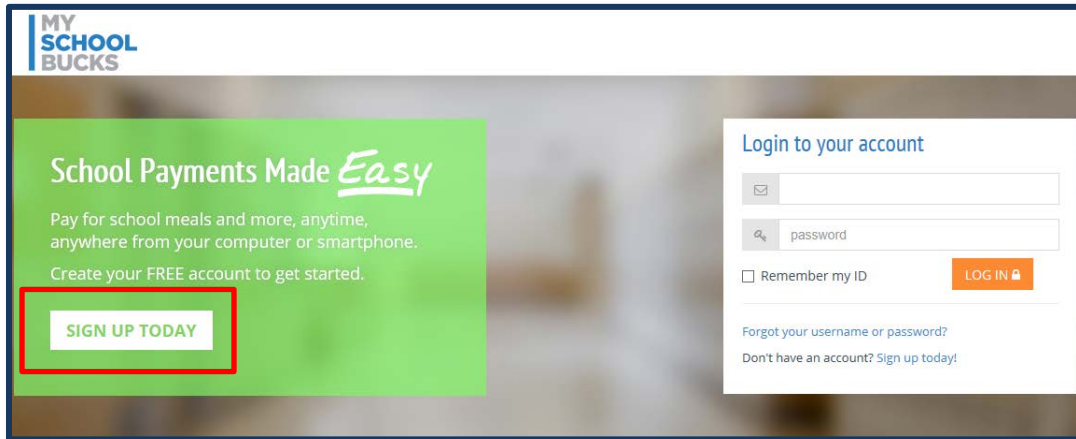 MY
SCHOOL
BUCKS
School Payments Made Easy
Pay for school meals and more, anytime,
anywhere from your computer or smartphone.
Create your FREE account to get started.
SIGN UP TODAY
Login to your account
password
Remember my ID
LOG IN
Forgot your username or password?
Don't have an account? Sign up today!